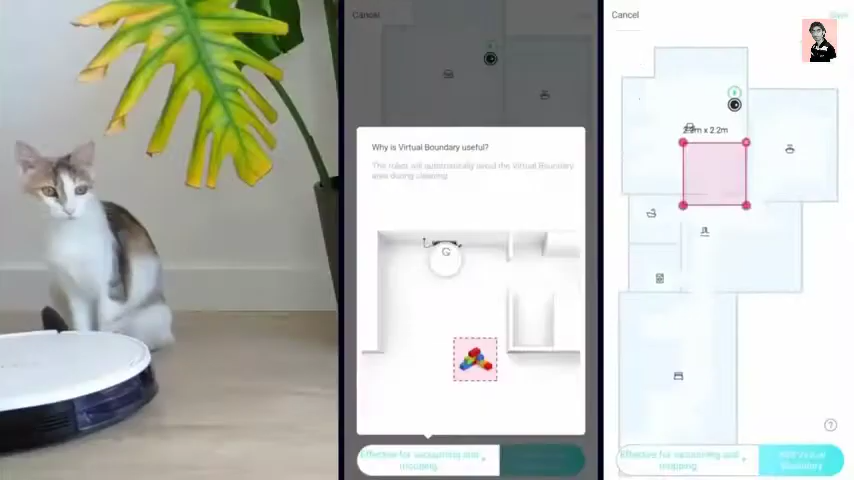 Cancel
Why is Virtual Boundary useful?
The robot will automatically avoid the Virtual Boundary
area during cleaning.
G
Effective for vacuuming and
mopping
Cancel
Save
2.2m x 2.2m
?
Effective for vacuuming and
mopping
Add Virtual
Boundary